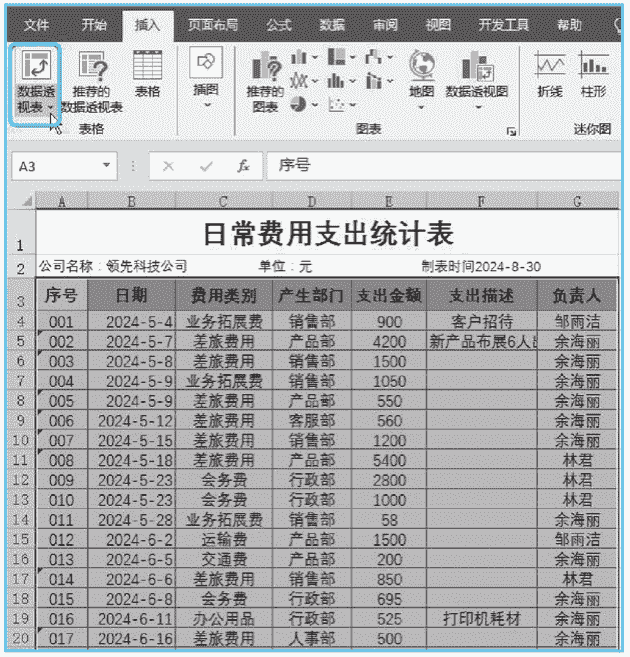 文件 开始 插入 页面布局 公式 数据 审阅 视图 开发工具 帮助
数据透视表 推荐的数据透视表 表格 插图 推荐的图表 地图 数据透视图 折线 柱形
表格 图表 迷你图
A3 fx 序号
A B C D E F G
1 日常费用支出统计表
2 公司名称:领先科技公司 单位:元 制表时间2024-8-30
3 序号 日期 费用类别 产生部门 支出金额 支出描述 负责人
4 001 2024-5-4 业务拓展费 销售部 900 客户招待 邹雨洁
5 002 2024-5-7 差旅费用 产品部 4200 新产品布展6人 余海丽
6 003 2024-5-8 差旅费用 销售部 1500 余海丽
7 004 2024-5-9 业务拓展费 销售部 1050 余海丽
8 005 2024-5-9 差旅费用 产品部 550 余海丽
9 006 2024-5-12 差旅费用 客服部 560 余海丽
10 007 2024-5-15 差旅费用 销售部 1200 余海丽
11 008 2024-5-18 差旅费用 产品部 5400 林君
12 009 2024-5-23 会务费 行政部 2800 林君
13 010 2024-5-23 会务费 行政部 1000 林君
14 011 2024-5-28 业务拓展费 销售部 58 余海丽
15 012 2024-6-2 运输费 产品部 1500 邹雨洁
16 013 2024-6-5 交通费 产品部 200 余海丽
17 014 2024-6-6 差旅费用 销售部 850 林君
18 015 2024-6-8 会务费 行政部 695 余海丽
19 016 2024-6-11 办公用品 行政部 525 打印机耗材 余海丽
20 017 2024-6-16 差旅费用 人事部 500 余海丽